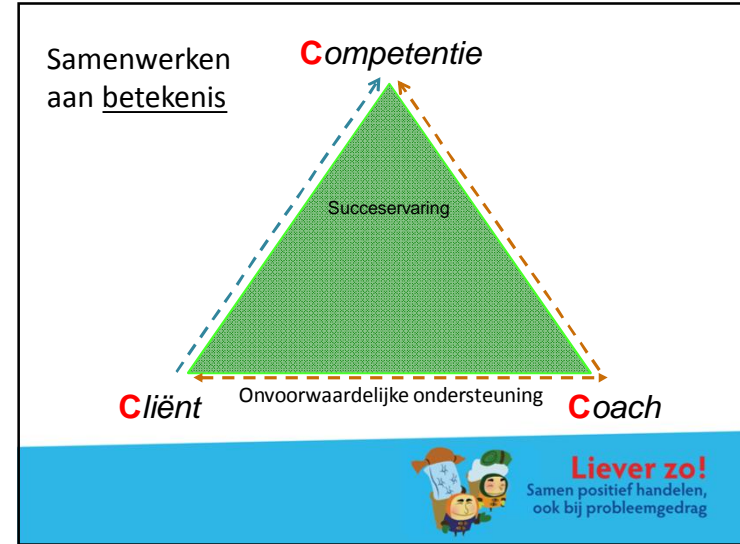 Samenwerken
aan betekenis
Competentie
Succeservaring
Cliënt
Onvoorwaardelijke ondersteuning
Coach
Liever zo!
Samen positief handelen,
ook bij probleemgedrag